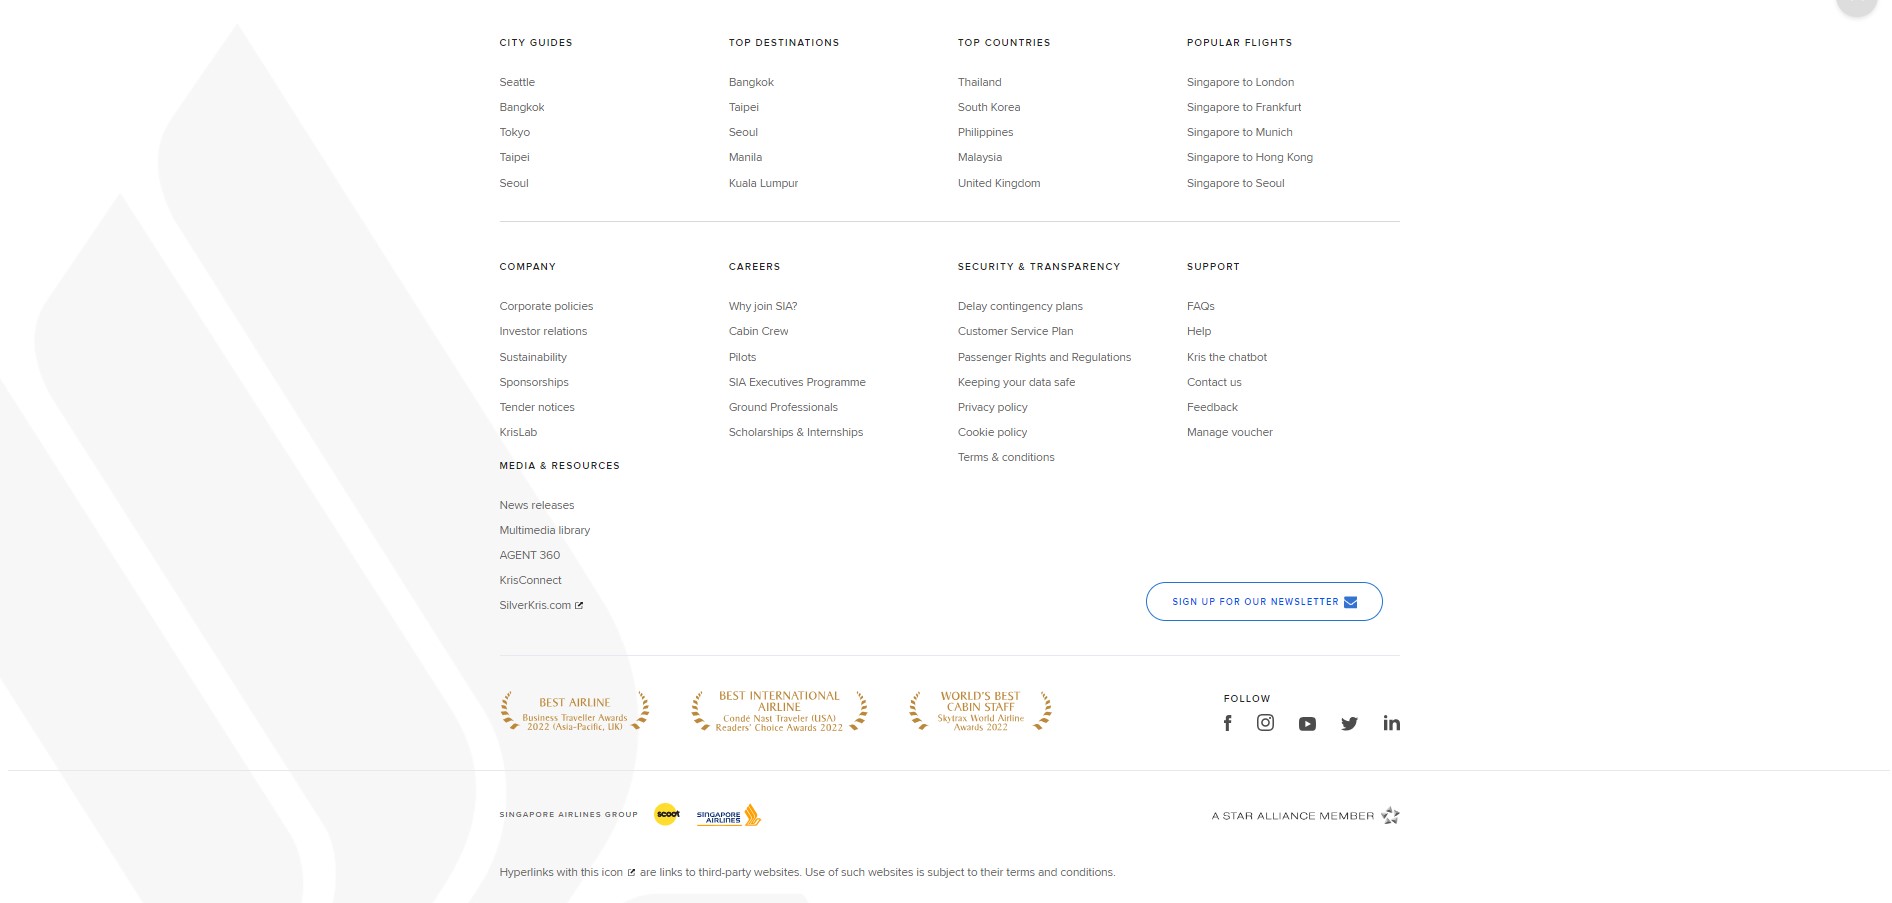 CITY GUIDES
Seattle
Bangkok
Tokyo
Taipei
Seoul
TOP DESTINATIONS
Bangkok
Taipei
Seoul
Manila
Kuala Lumpur
TOP COUNTRIES
Thailand
South Korea
Philippines
Malaysia
United Kingdom
POPULAR FLIGHTS
Singapore to London
Singapore to Frankfurt
Singapore to Munich
Singapore to Hong Kong
Singapore to Seoul
COMPANY
Corporate policies
Investor relations
Sustainability
Sponsorships
Tender notices
KrisLab
CAREERS
Why join SIA?
Cabin Crew
Pilots
SIA Executives Programme
Ground Professionals
Scholarships & Internships
SECURITY & TRANSPARENCY
Delay contingency plans
Customer Service Plan
Passenger Rights and Regulations
Keeping your data safe
Privacy policy
Cookie policy
Terms & conditions
SUPPORT
FAQs
Help
Kris the chatbot
Contact us
Feedback
Manage voucher
MEDIA & RESOURCES
News releases
Multimedia library
AGENT 360
KrisConnect
SilverKris.com
SIGN UP FOR OUR NEWSLETTER
BEST AIRLINE
Business Traveller Awards
2022 (Asia-Pacific, UK)
BEST INTERNATIONAL
AIRLINE
Condé Nast Traveler (USA)
Readers' Choice Awards 2022
WORLD'S BEST
CABIN STAFF
Skytrax World Airline
Awards 2022
FOLLOW
SINGAPORE AIRLINES GROUP
scoot
SINGAPORE
AIRLINES
A STAR ALLIANCE MEMBER
Hyperlinks with this icon are links to third-party websites. Use of such websites is subject to their terms and conditions.